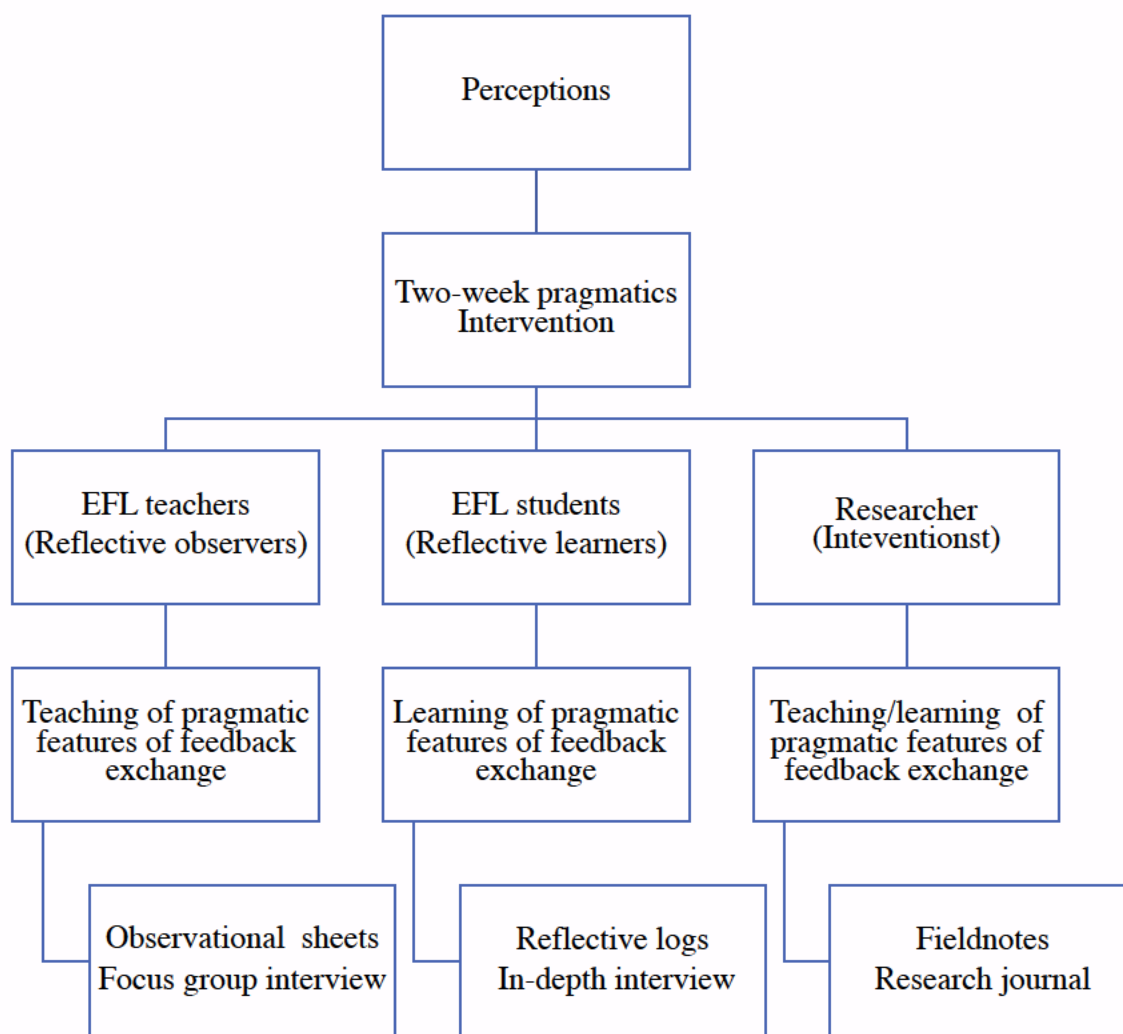 Perceptions
Two-week pragmatics
Intervention
EFL teachers
(Reflective observers)
EFL students
(Reflective learners)
Researcher
(Inteventionst)
Teaching of pragmatic
features of feedback
exchange
Learning of pragmatic
features of feedback
exchange
Teaching/learning of
pragmatic features of
feedback exchange
Observational sheets
Focus group interview
Reflective logs
In-depth interview
Fieldnotes
Research journal